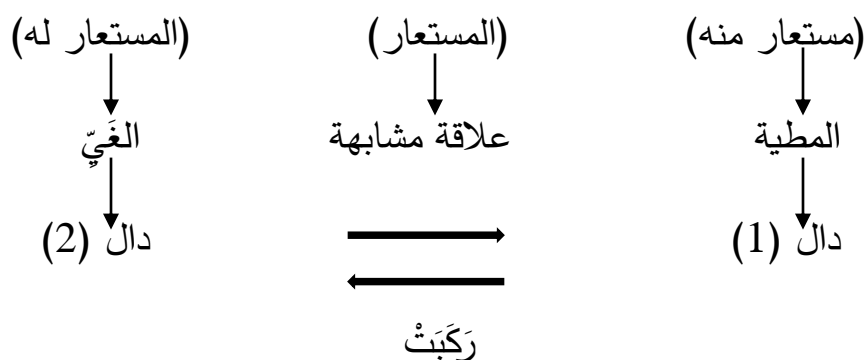 (مستعار منه) (المستعار) (المستعار له)
المطية علاقة مشابهة الغَيِّ
دال (1) دال (2)
رَكَبَتْ